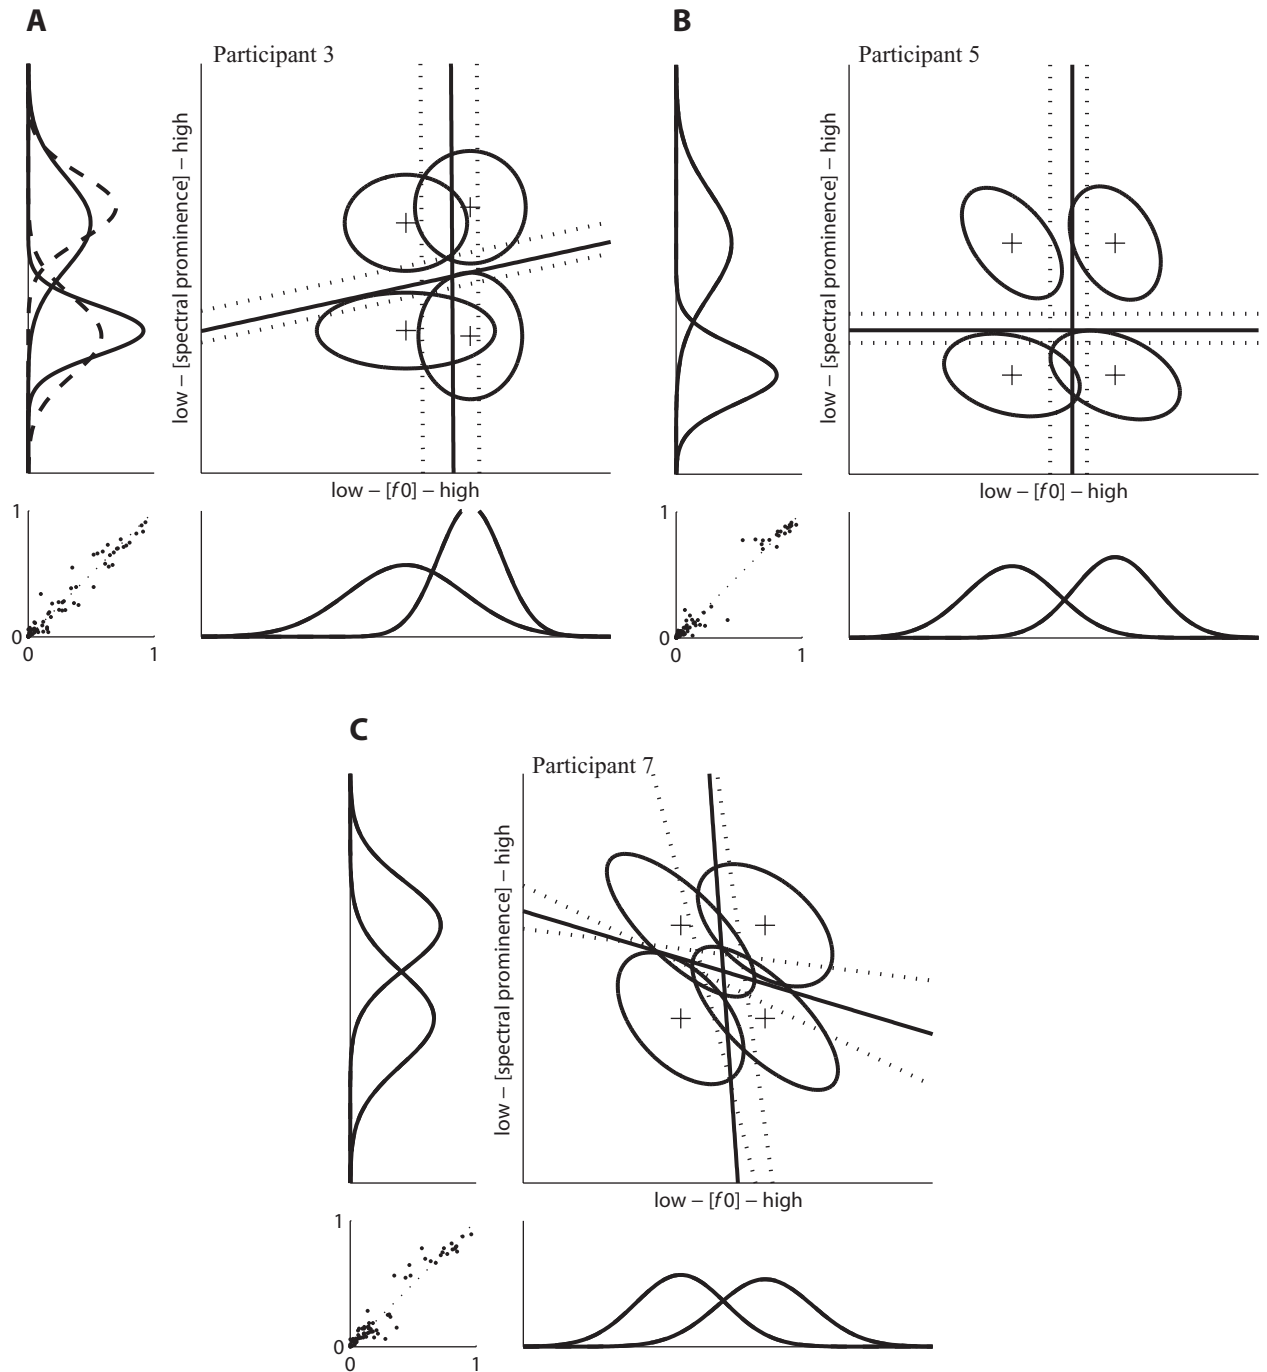 A
Participant 3
low – [spectral prominence] – high
low – [f0] – high
1
0
0
1
B
Participant 5
low – [spectral prominence] – high
low – [f0] – high
1
0
0
1
C
Participant 7
low – [spectral prominence] – high
low – [f0] – high
1
0
0
1